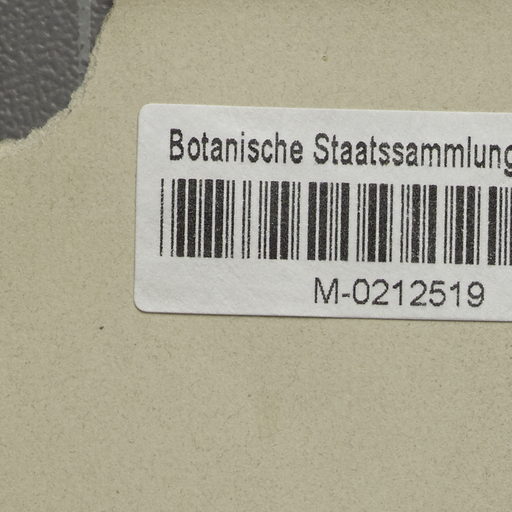 Botanische Staatssammlung
M-0212519